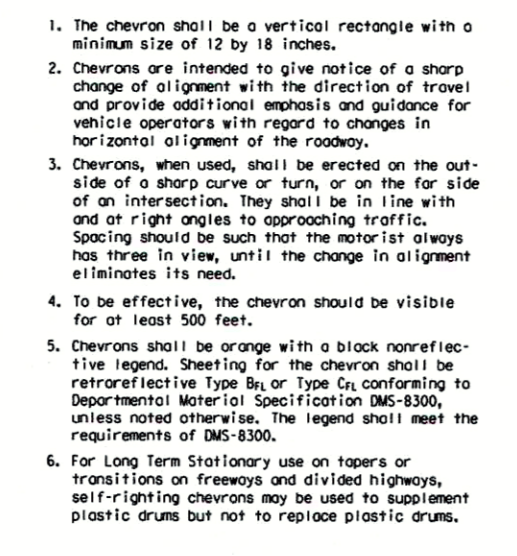 1. The chevron shall be a vertical rectangle with a
minimum size of 12 by 18 inches.
2. Chevrons are intended to give notice of a sharp
change of alignment with the direction of travel
and provide additional emphasis and guidance for
vehicle operators with regard to changes in
horizontal alignment of the roadway.
3. Chevrons, when used, shall be erected on the out-
side of a sharp curve or turn, or on the far side
of an intersection. They shall be in line with
and at right angles to approaching traffic.
Spacing should be such that the motorist always
has three in view, until the change in alignment
eliminates its need.
4. To be effective, the chevron should be visible
for at least 500 feet.
5. Chevrons shall be orange with a black nonreflec-
tive legend. Sheeting for the chevron shall be
retroreflective Type BFL or Type CFL conforming to
Departmental Material Specification DMS-8300,
unless noted otherwise. The legend shall meet the
requirements of DMS-8300.
6. For Long Term Stationary use on tapers or
transitions on freeways and divided highways,
self-righting chevrons may be used to supplement
plastic drums but not to replace plastic drums.